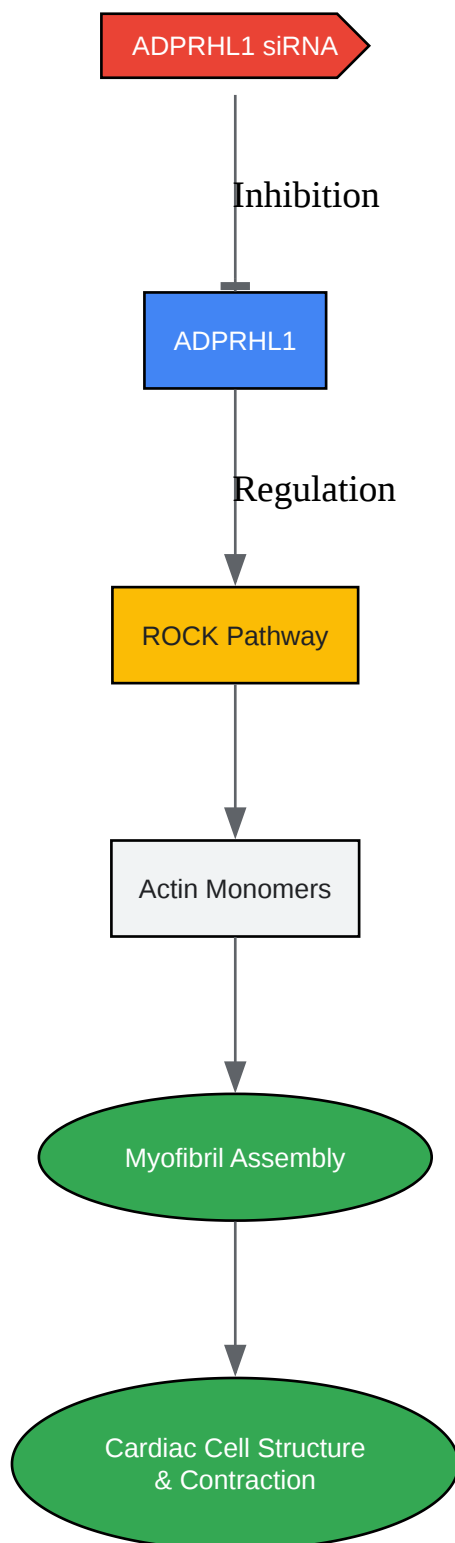 ADPRHL1 siRNA
Inhibition
ADPRHL1
Regulation
ROCK Pathway
Actin Monomers
Myofibril Assembly
Cardiac Cell Structure
& Contraction